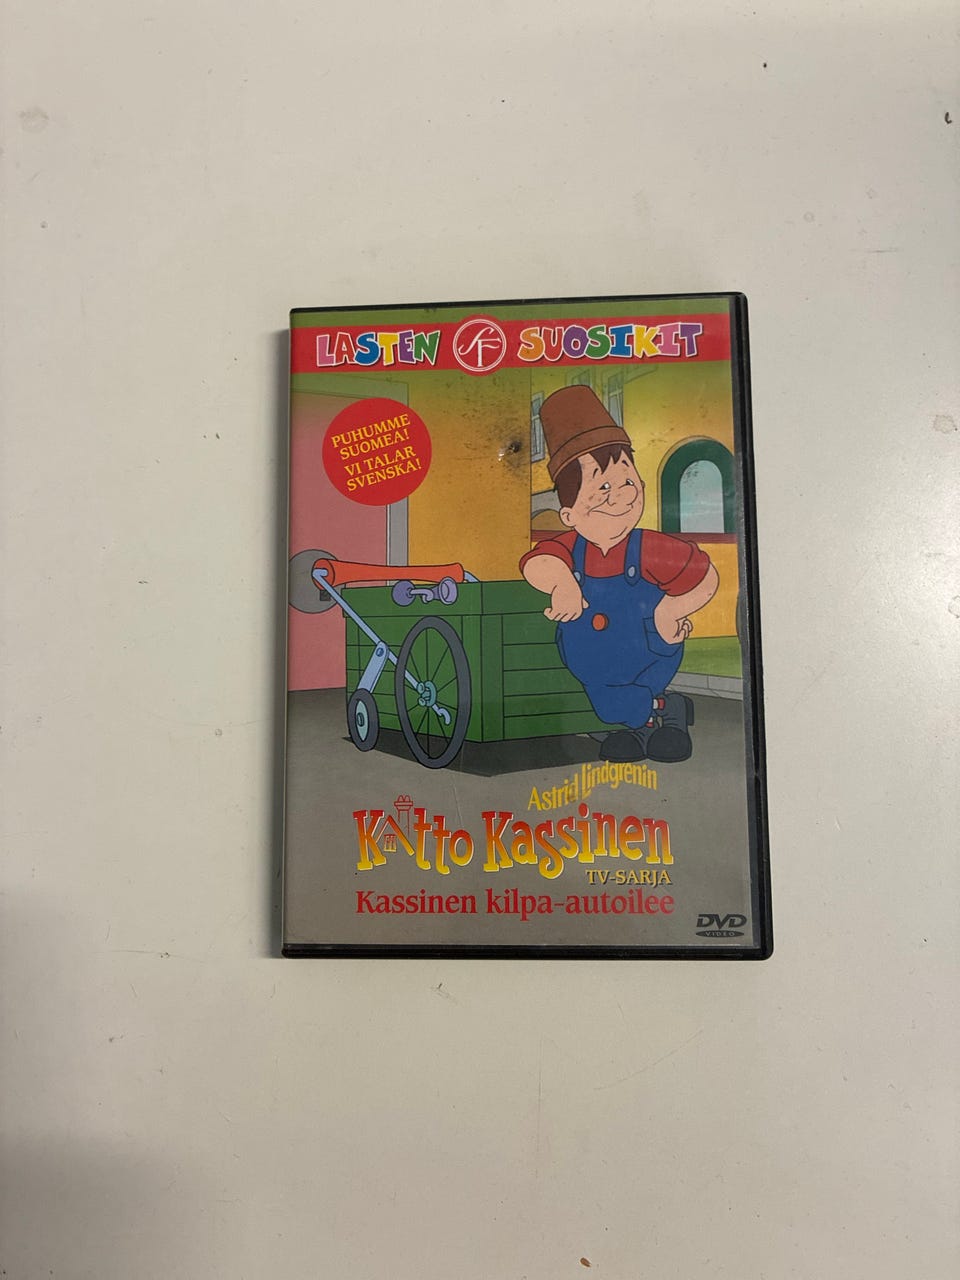 LASTEN SF SUOSIKIT
PUHUMME
SUOMEA!
VI TALAR
SVENSKA!
Astrid Lindgrenin
Katto Kassinen
TV-SARJA
Kassinen kilpa-autoilee
DVD
VIDEO